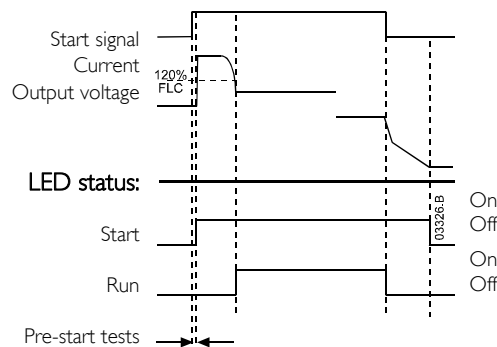 Start signal
Current
120%
FLC
Output voltage
LED status:
03326.B
On
Off
Start
On
Off
Run
Pre-start tests